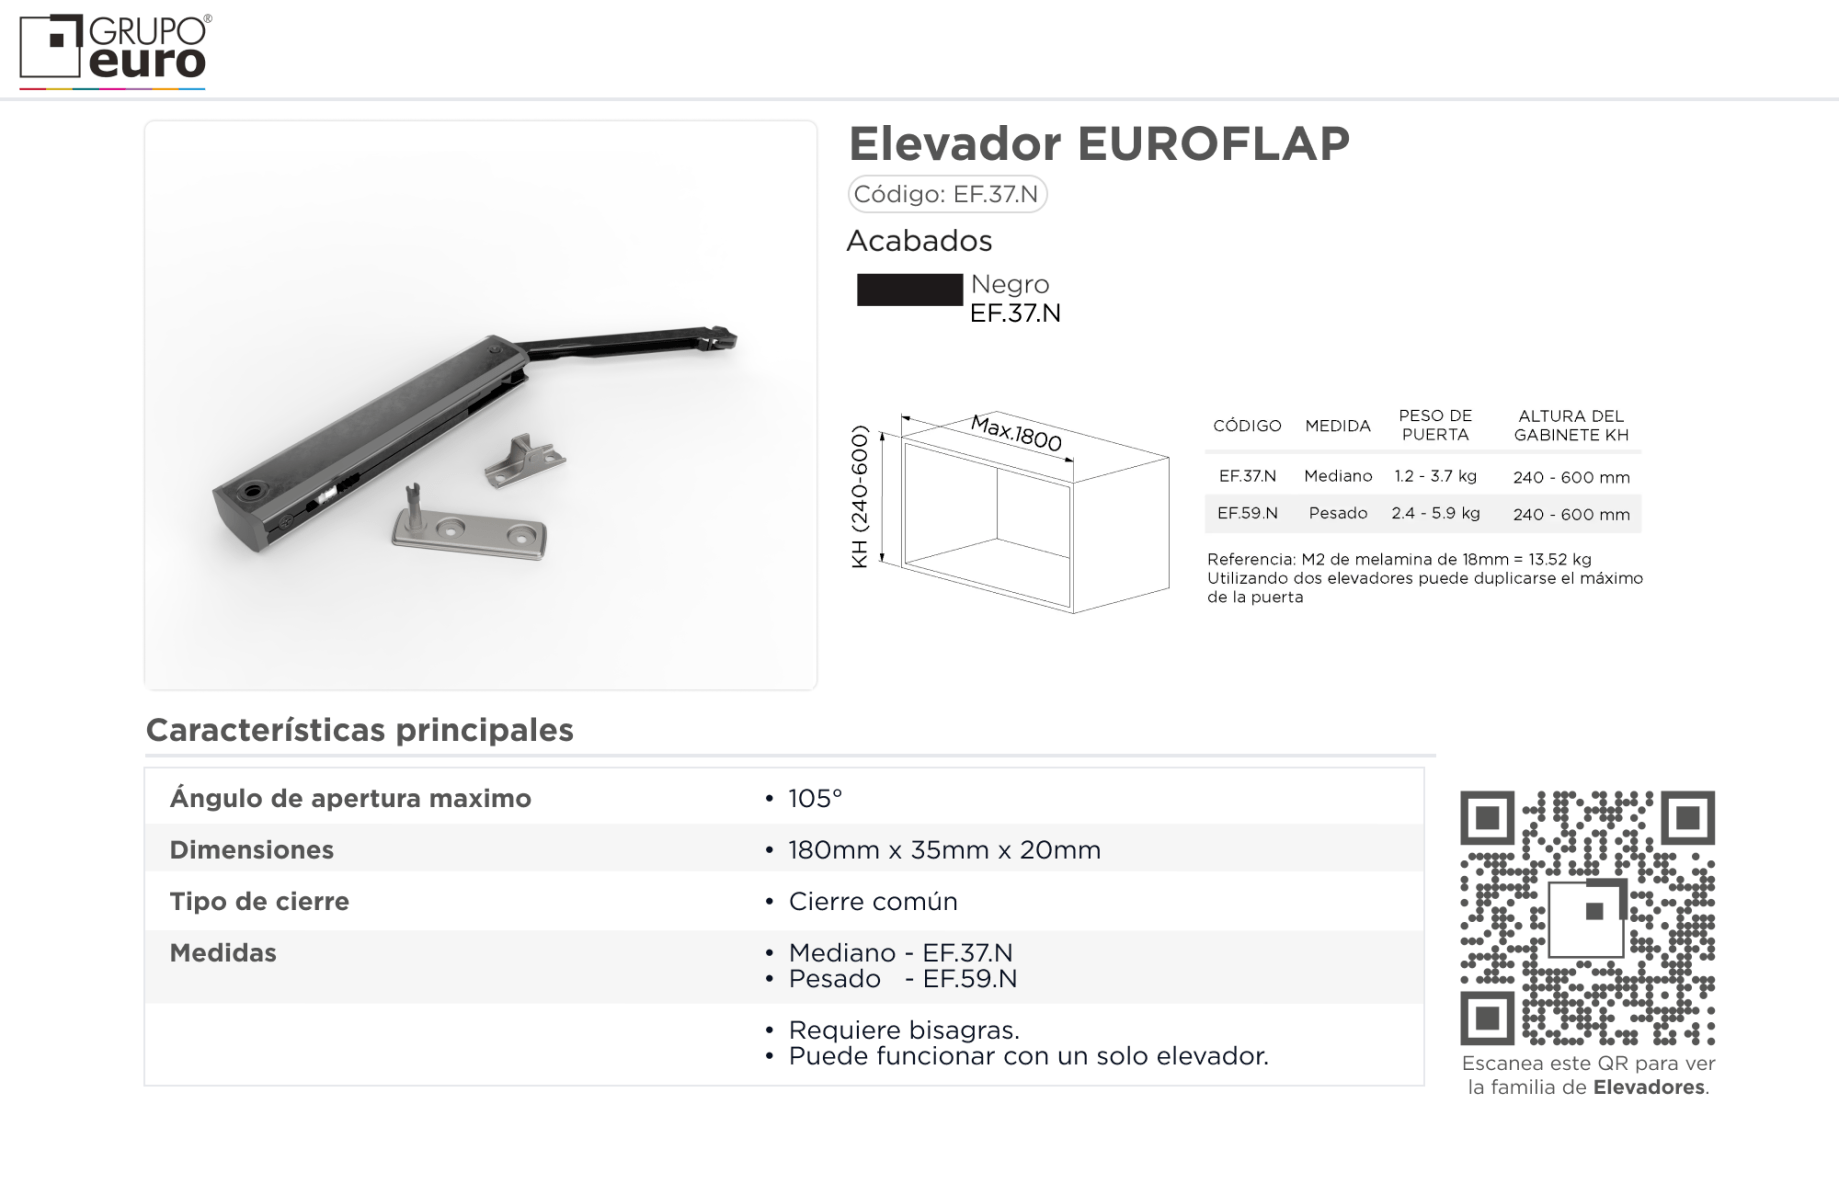 GRUPO®
euro
Elevador EUROFLAP
Código: EF.37.N
Acabados
Negro
EF.37.N
Max.1800
KH (240-600)
CÓDIGO MEDIDA PESO DE PUERTA ALTURA DEL GABINETE KH
EF.37.N Mediano 1.2 - 3.7 kg 240 - 600 mm
EF.59.N Pesado 2.4 - 5.9 kg 240 - 600 mm
Referencia: M2 de melamina de 18mm = 13.52 kg
Utilizando dos elevadores puede duplicarse el máximo
de la puerta
Características principales
Ángulo de apertura maximo • 105°
Dimensiones • 180mm x 35mm x 20mm
Tipo de cierre • Cierre común
Medidas • Mediano - EF.37.N
• Pesado - EF.59.N
• Requiere bisagras.
• Puede funcionar con un solo elevador.
Escanea este QR para ver
la familia de Elevadores.